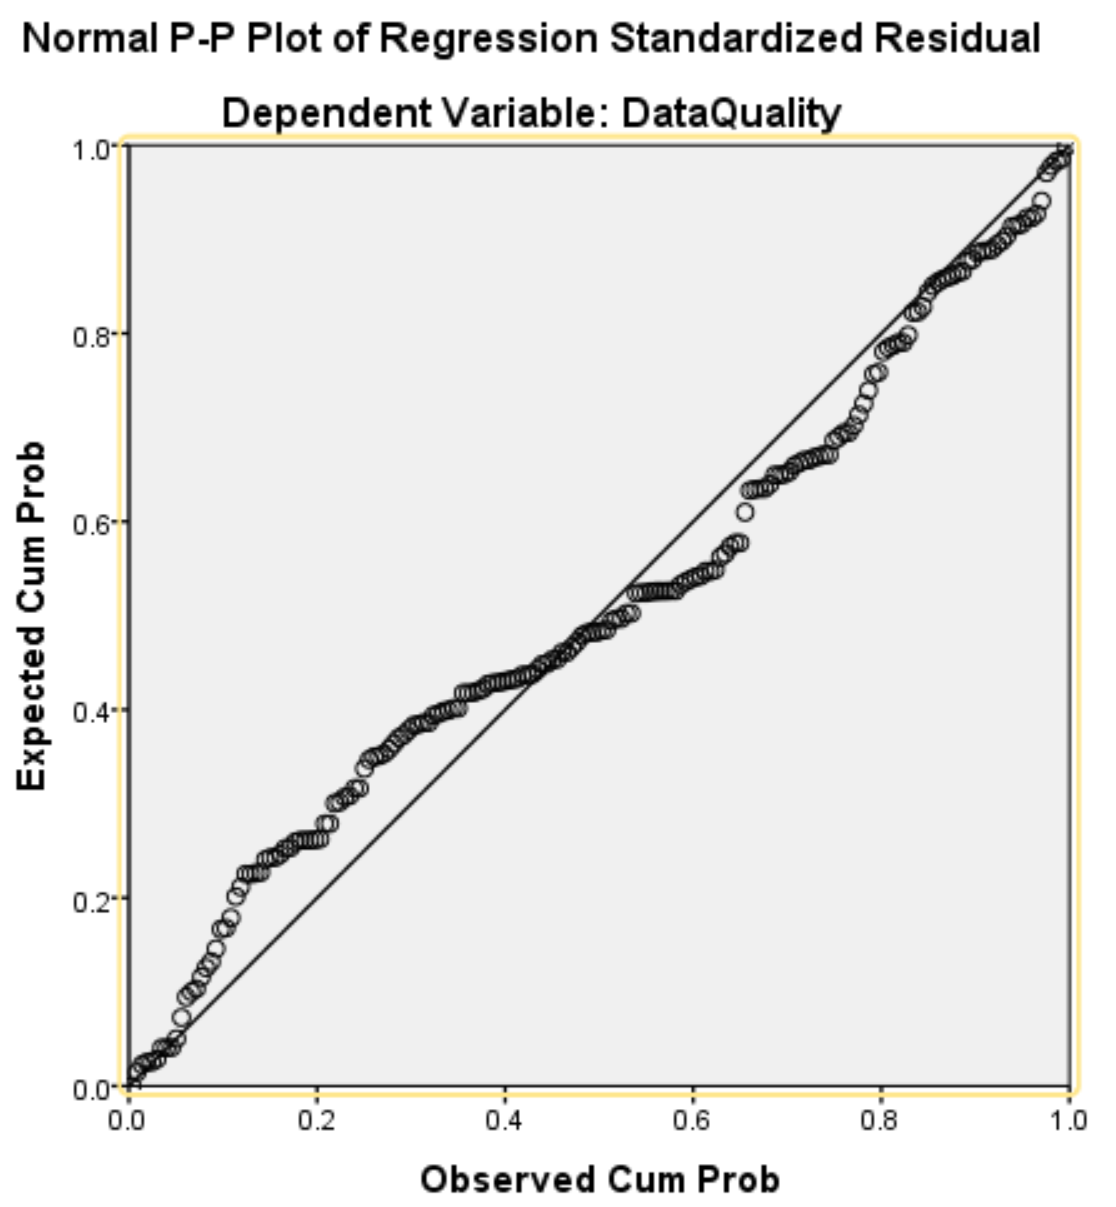 Normal P-P Plot of Regression Standardized Residual
Dependent Variable: DataQuality
1.0
0.8
0.6
0.4
0.2
0.0
Expected Cum Prob
0.0 0.2 0.4 0.6 0.8 1.0
Observed Cum Prob